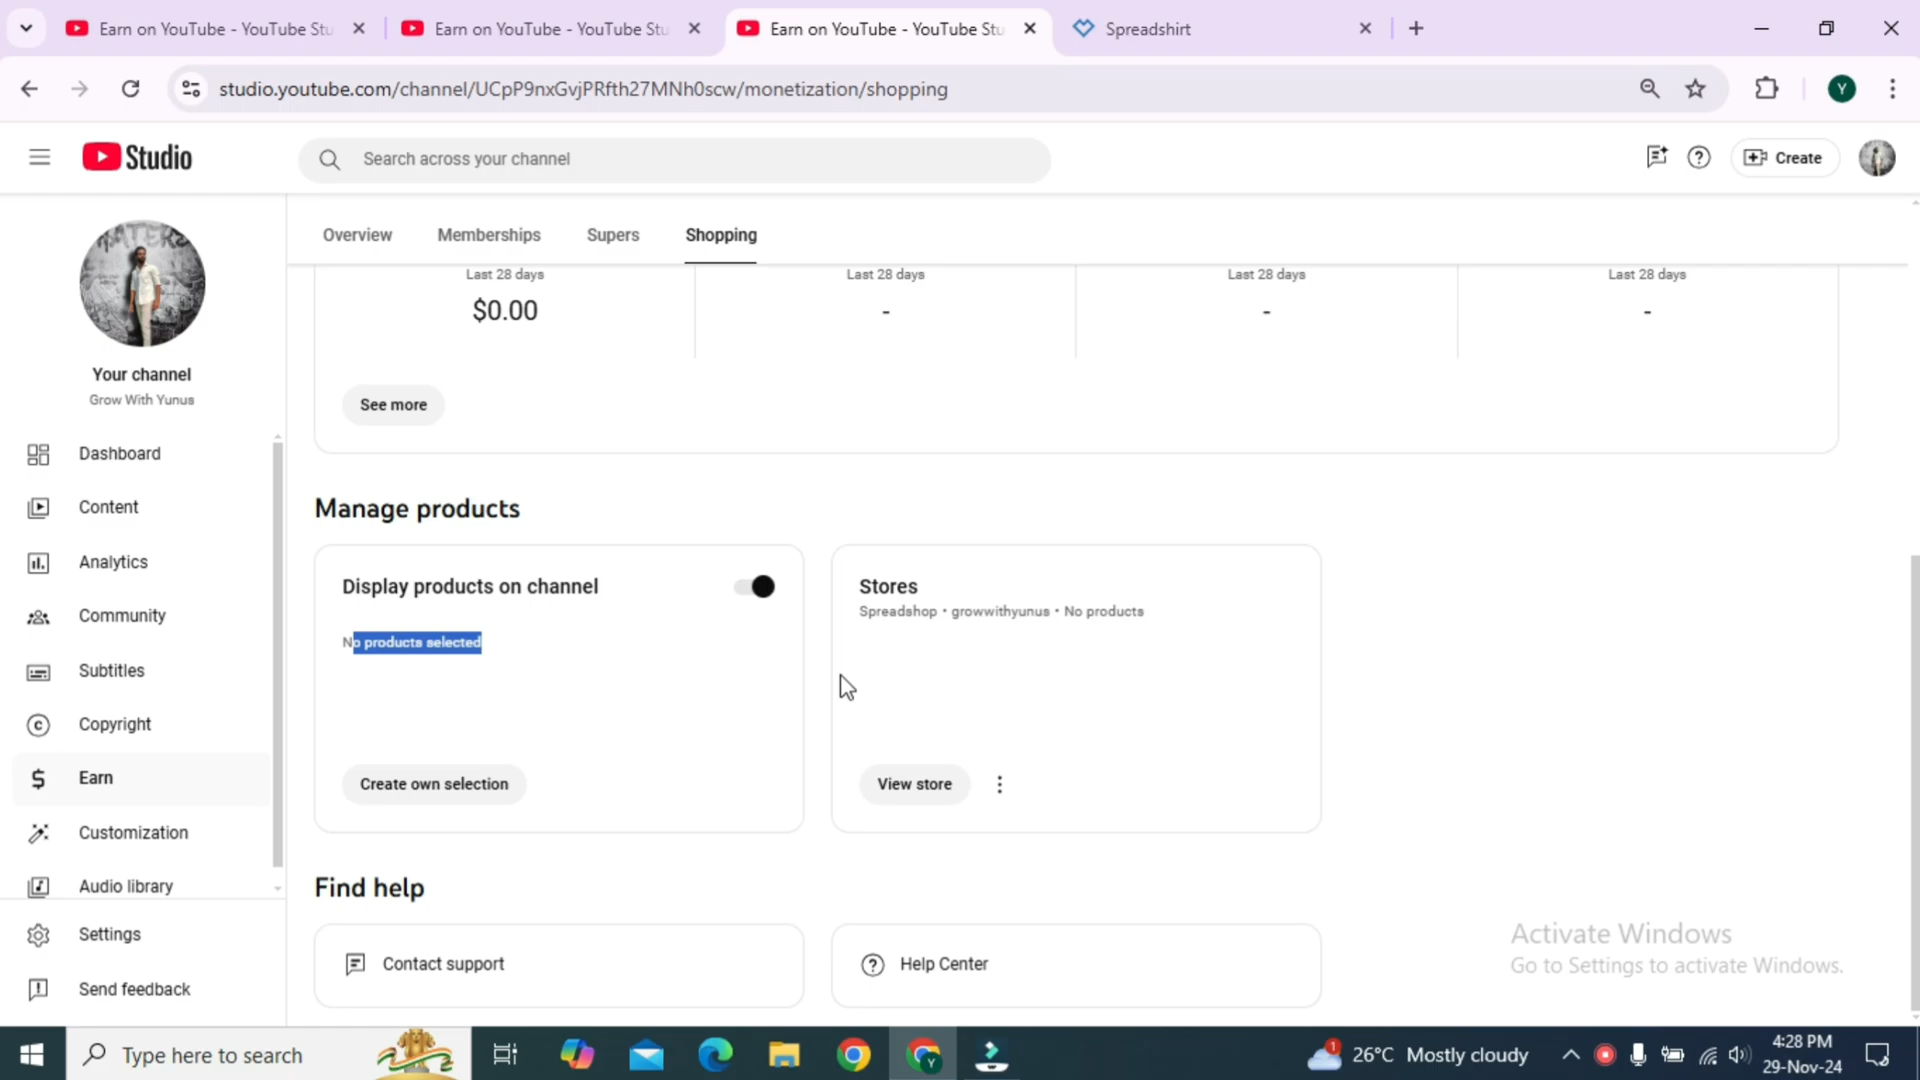 Earn on YouTube - YouTube Stu
Earn on YouTube - YouTube Stu
Earn on YouTube - YouTube Stu
Spreadshirt
studio.youtube.com/channel/UCpP9nxGvjPRfth27MNh0scw/monetization/shopping
Y
Studio
Search across your channel
Create
Overview
Memberships
Supers
Shopping
Last 28 days
Last 28 days
Last 28 days
Last 28 days
$0.00
-
-
-
See more
Your channel
Grow With Yunus
Dashboard
Content
Analytics
Community
Subtitles
Copyright
Earn
Customization
Audio library
Settings
Send feedback
Manage products
Display products on channel
No products selected
Create own selection
Stores
Spreadshop • growwithyunus • No products
View store
Find help
Contact support
Help Center
Activate Windows
Go to Settings to activate Windows.
Type here to search
1
26°C Mostly cloudy
4:28 PM
29-Nov-24